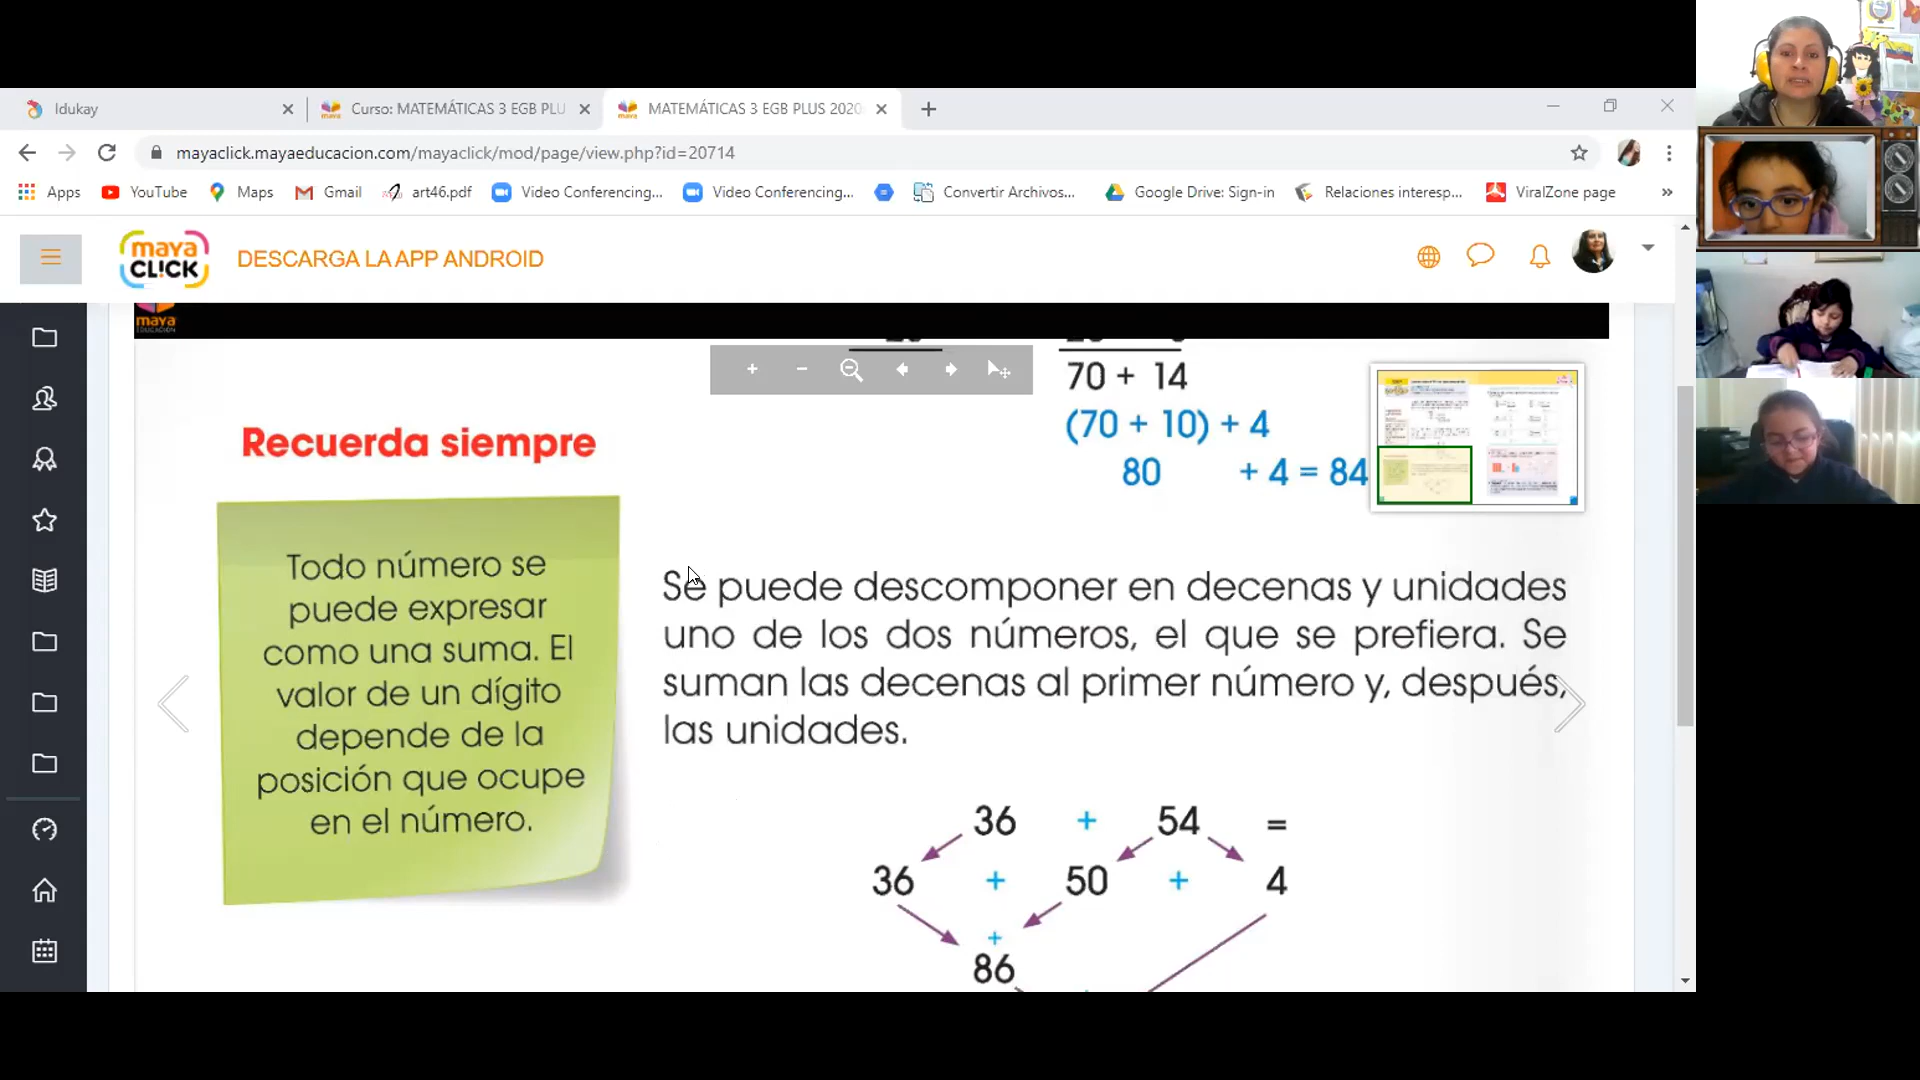 Idukay
Curso: MATEMÁTICAS 3 EGB PLU
MATEMÁTICAS 3 EGB PLUS 2020
mayaclick.mayaeducacion.com/mayaclick/mod/page/view.php?id=20714
Apps
YouTube
Maps
Gmail
art46.pdf
Video Conferencing...
Video Conferencing...
Convertir Archivos...
Google Drive: Sign-in
Relaciones interesp...
ViralZone page
»
maya
CL!CK
DESCARGA LA APP ANDROID
maya
EDUCACIÓN
70 + 14
(70 + 10) + 4
80 + 4 = 84
Recuerda siempre
Todo número se
puede expresar
como una suma. El
valor de un dígito
depende de la
posición que ocupe
en el número.
Se puede descomponer en decenas y unidades
uno de los dos números, el que se prefiera. Se
suman las decenas al primer número y, después,
las unidades.
36 + 54 =
36 + 50 + 4
+
86